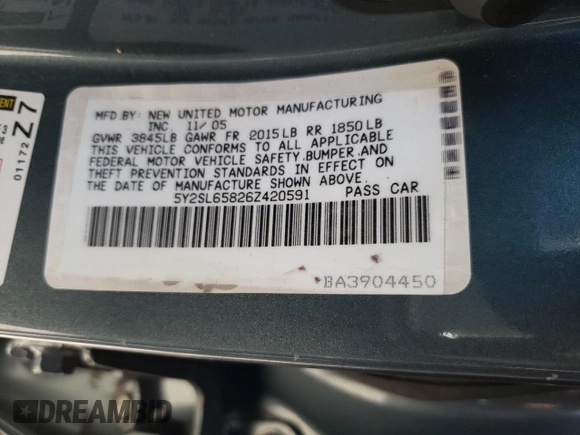 MFD.BY: NEW UNITED MOTOR MANUFACTURING
INC. 11/05
GVWR 3845LB GAWR FR 2015LB RR 1850LB
THIS VEHICLE CONFORMS TO ALL APPLICABLE
FEDERAL MOTOR VEHICLE SAFETY,BUMPER,AND
THEFT PREVENTION STANDARDS IN EFFECT ON
THE DATE OF MANUFACTURE SHOWN ABOVE.
5Y2SL65826Z420591 PASS CAR
BA3904450
01172 Z7
DREAMBID